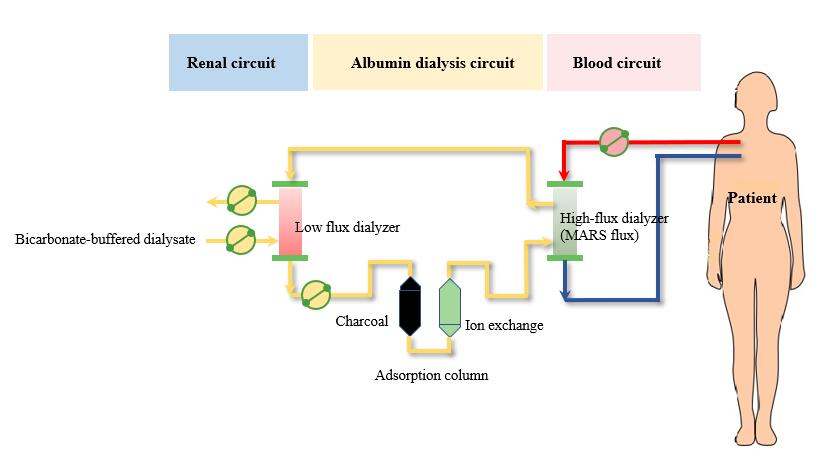 Renal circuit
Albumin dialysis circuit
Blood circuit
Patient
Low flux dialyzer
High-flux dialyzer
(MARS flux)
Bicarbonate-buffered dialysate
Charcoal
Ion exchange
Adsorption column